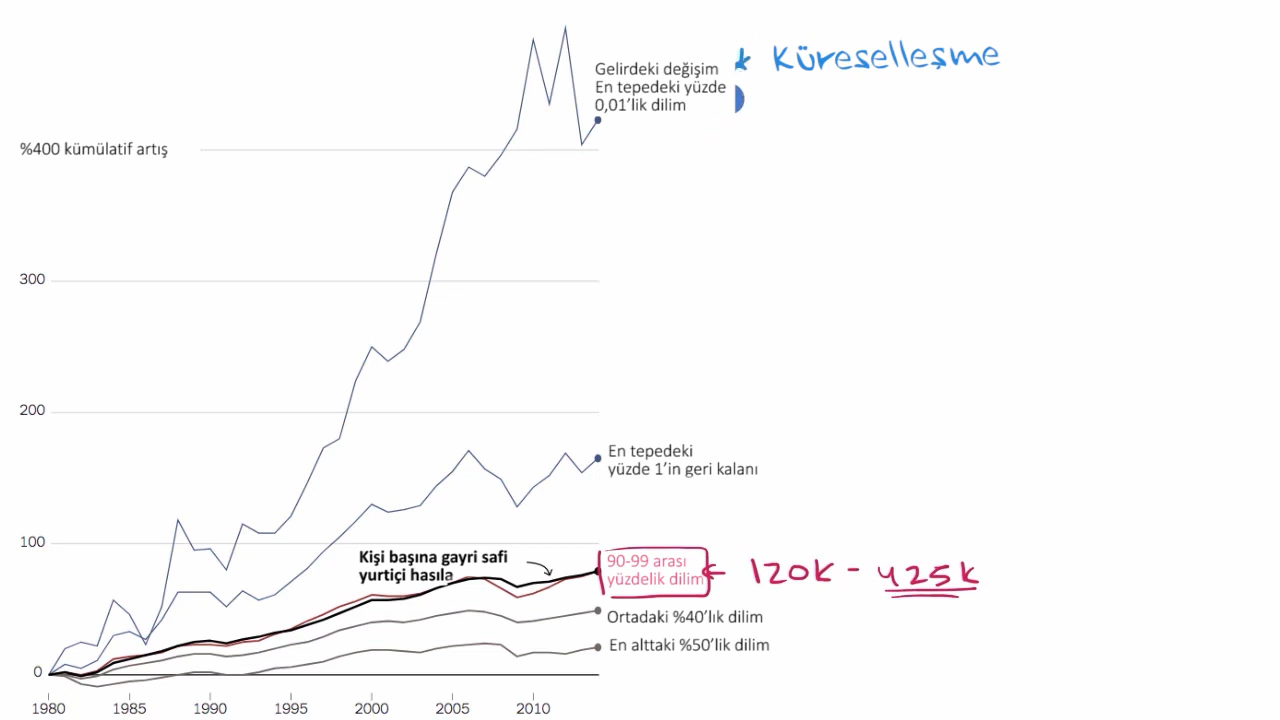 Gelirdeki değişim
En tepedeki yüzde
0,01'lik dilim
* Küreselleşme
%400 kümülatif artış
300
200
En tepedeki
yüzde 1'in geri kalanı
100
Kişi başına gayri safi
yurtiçi hasıla
90-99 arası
yüzdelik dilim
120K - 425K
Ortadaki %40'lık dilim
En alttaki %50'lik dilim
0
1980 1985 1990 1995 2000 2005 2010